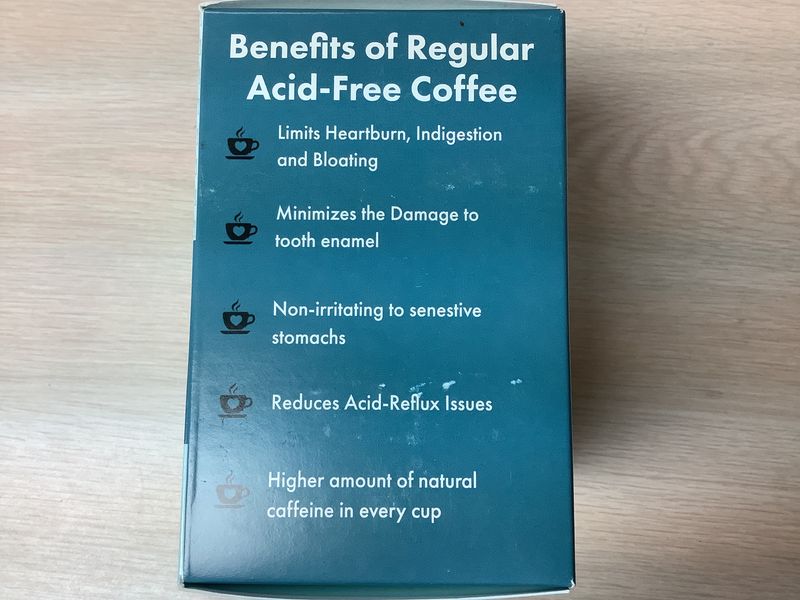 Benefits of Regular
Acid-Free Coffee
Limits Heartburn, Indigestion
and Bloating
Minimizes the Damage to
tooth enamel
Non-irritating to senestive
stomachs
Reduces Acid-Reflux Issues
Higher amount of natural
caffeine in every cup